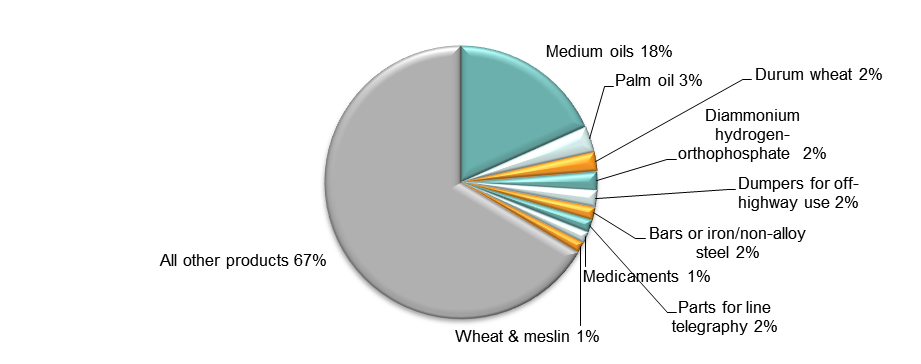 Medium oils 18%
Palm oil 3%
Durum wheat 2%
Diammonium
hydrogen-
orthophosphate 2%
Dumpers for off-
highway use 2%
Bars or iron/non-alloy
steel 2%
Parts for line
telegraphy 2%
Medicaments 1%
Wheat & meslin 1%
All other products 67%